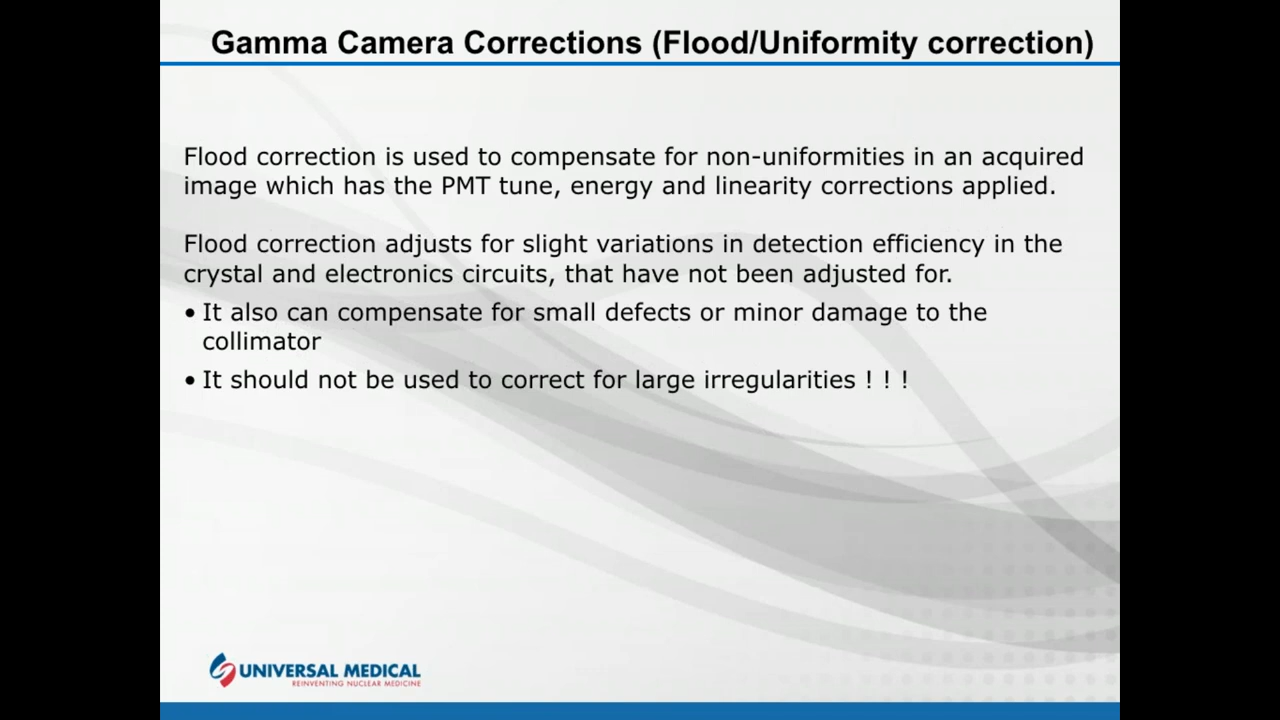 Gamma Camera Corrections (Flood/Uniformity correction)
Flood correction is used to compensate for non-uniformities in an acquired
image which has the PMT tune, energy and linearity corrections applied.
Flood correction adjusts for slight variations in detection efficiency in the
crystal and electronics circuits, that have not been adjusted for.
• It also can compensate for small defects or minor damage to the
collimator
• It should not be used to correct for large irregularities ! ! !
UNIVERSAL MEDICAL
REINVENTING NUCLEAR MEDICINE